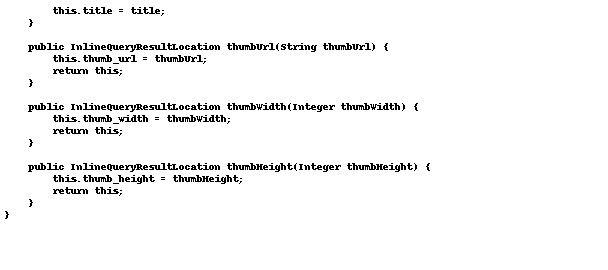 this.title = title;
    }

    public InlineQueryResultLocation thumbUrl(String thumbUrl) {
        this.thumb_url = thumbUrl;
        return this;
    }

    public InlineQueryResultLocation thumbWidth(Integer thumbWidth) {
        this.thumb_width = thumbWidth;
        return this;
    }

    public InlineQueryResultLocation thumbHeight(Integer thumbHeight) {
        this.thumb_height = thumbHeight;
        return this;
    }
}